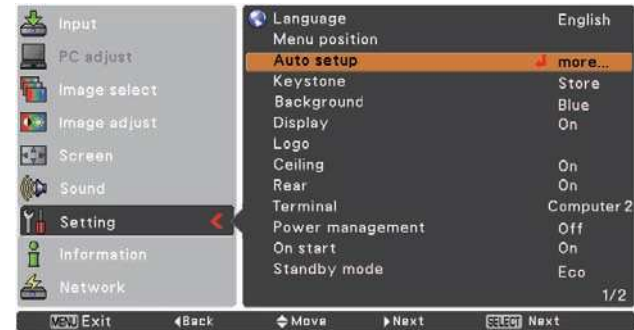 Input
PC adjust
Image select
Image adjust
Screen
Sound
Setting
Information
Network
Language English
Menu position
Auto setup more...
Keystone Store
Background Blue
Display On
Logo
Ceiling On
Rear On
Terminal Computer 2
Power management Off
On start On
Standby mode Eco
1/2
MENU Exit Back Move Next SELECT Next